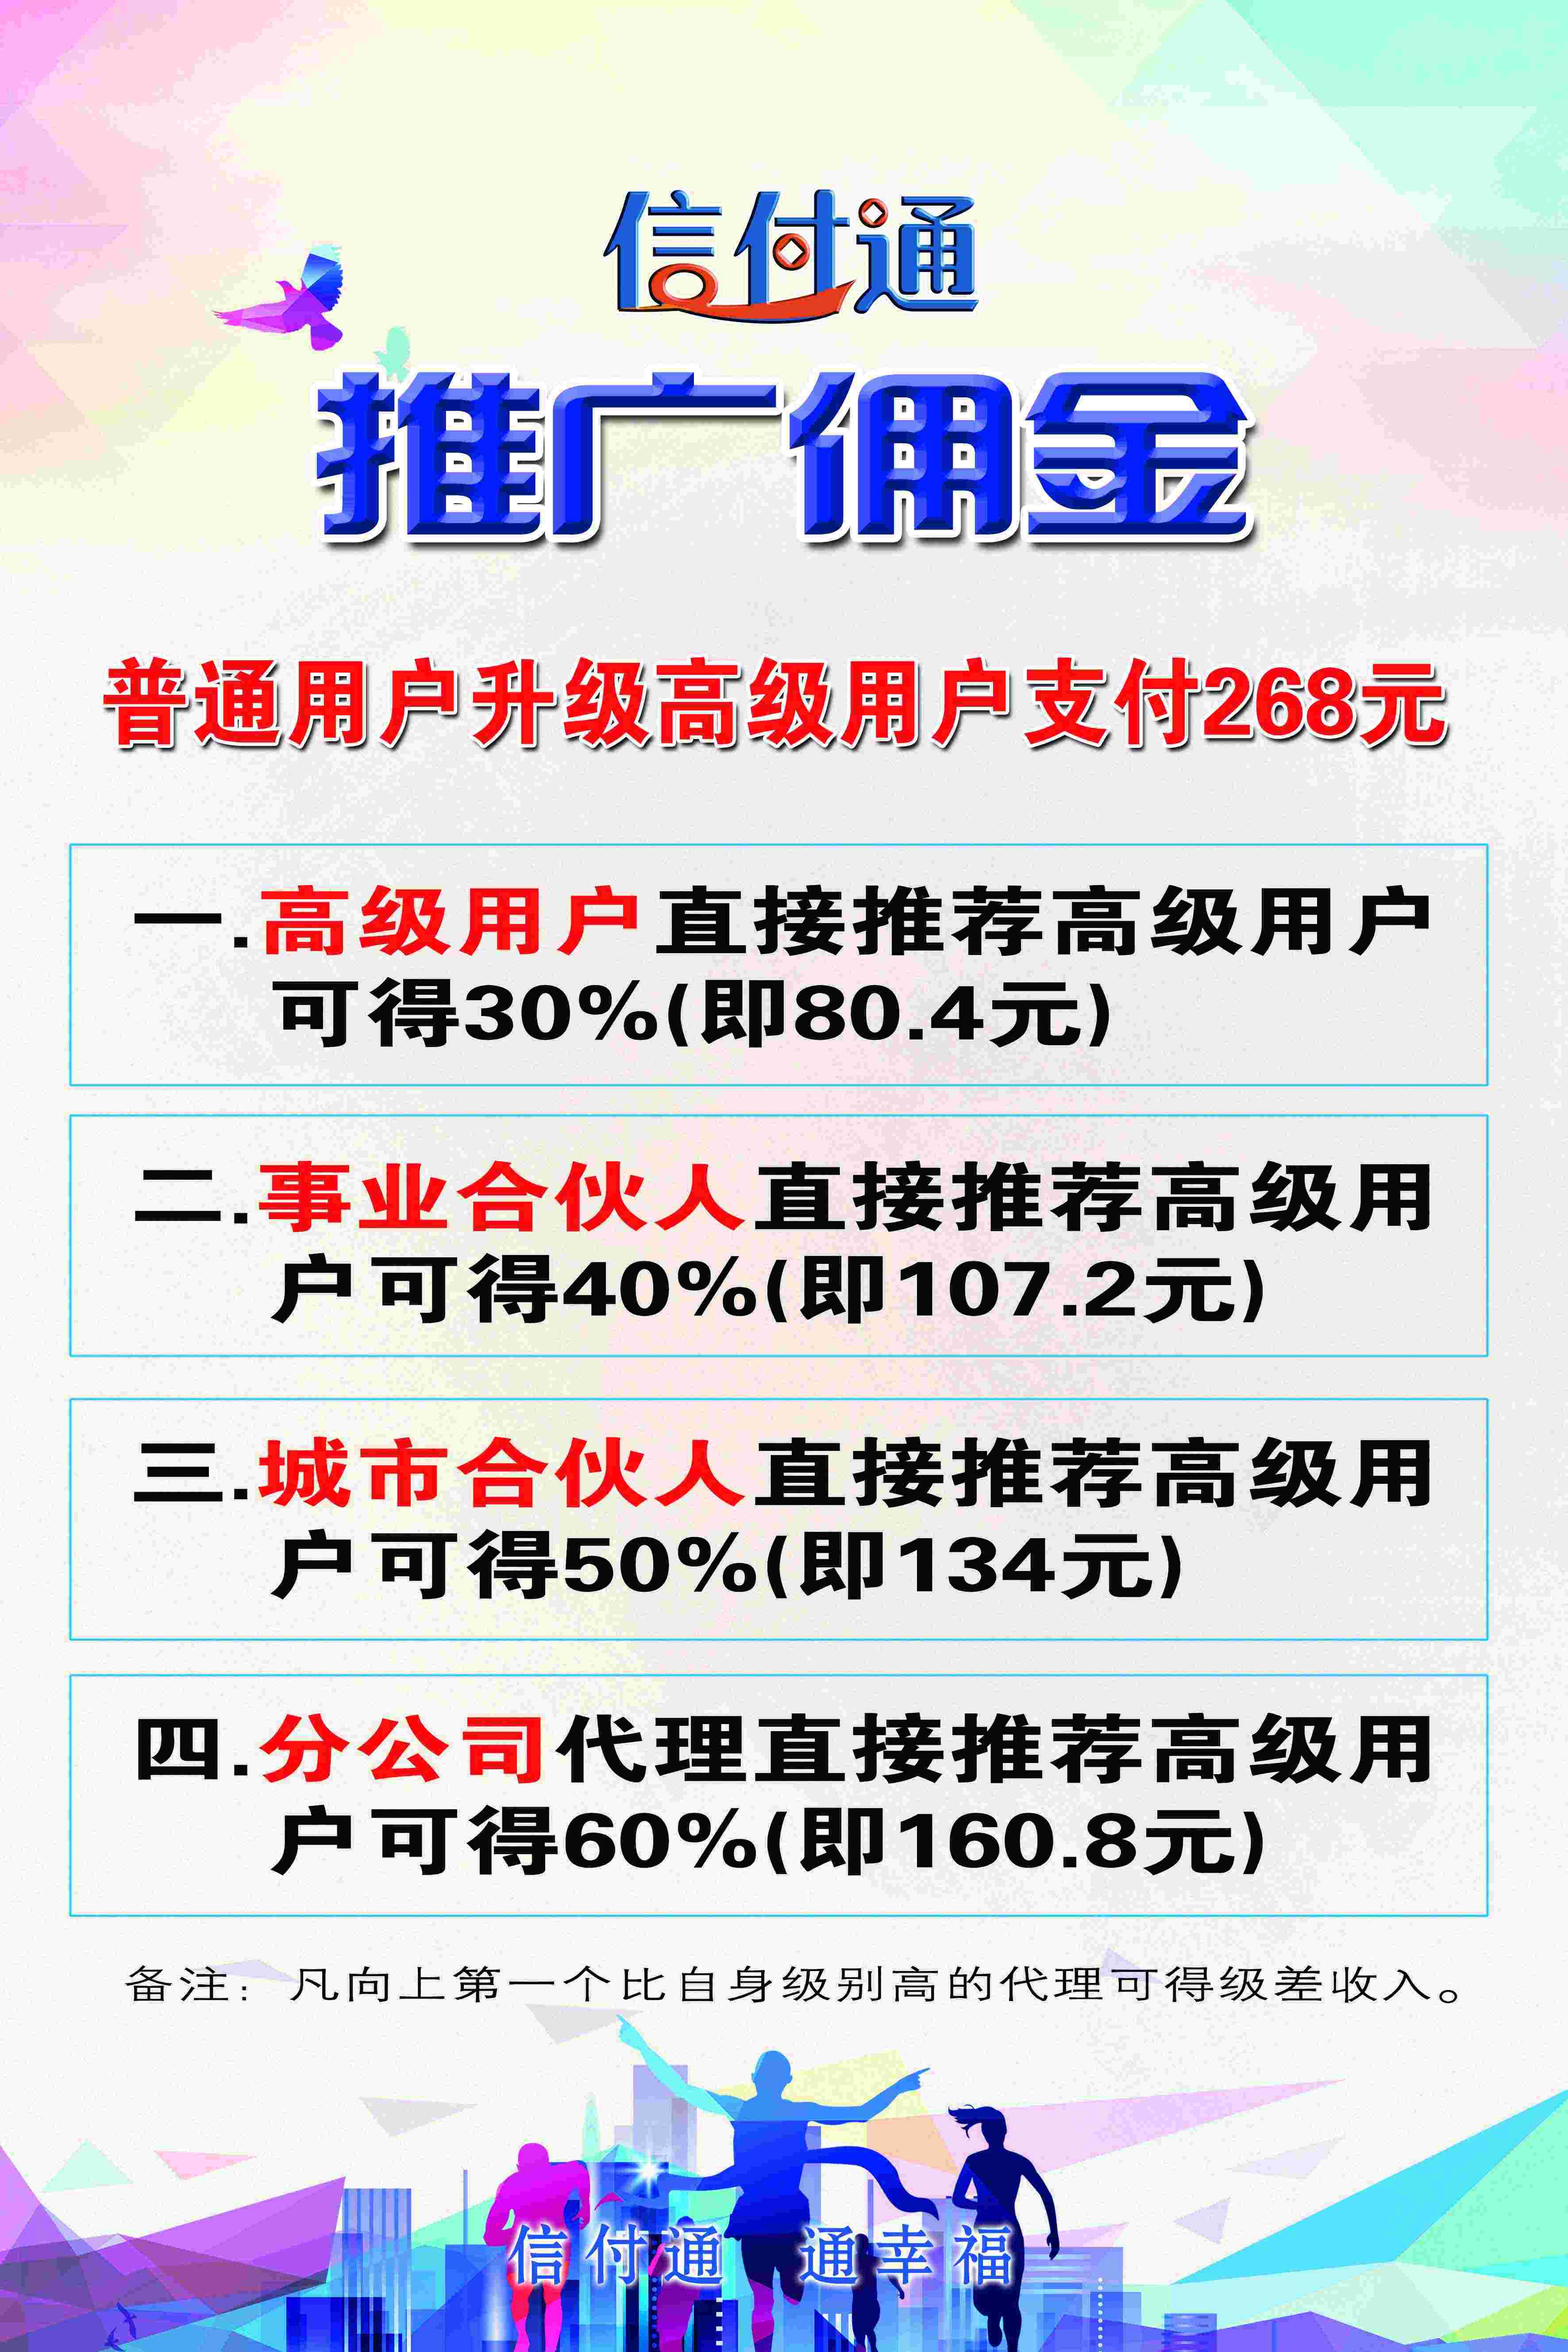 信付通
推广佣金
普通用户升级高级用户支付268元
一.高级用户直接推荐高级用户
可得30%(即80.4元)
二.事业合伙人直接推荐高级用
户可得40%(即107.2元)
三.城市合伙人直接推荐高级用
户可得50%(即134元)
四.分公司代理直接推荐高级用
户可得60%(即160.8元)
备注：凡向上第一个比自身级别高的代理可得级差收入。
信付通 通幸福